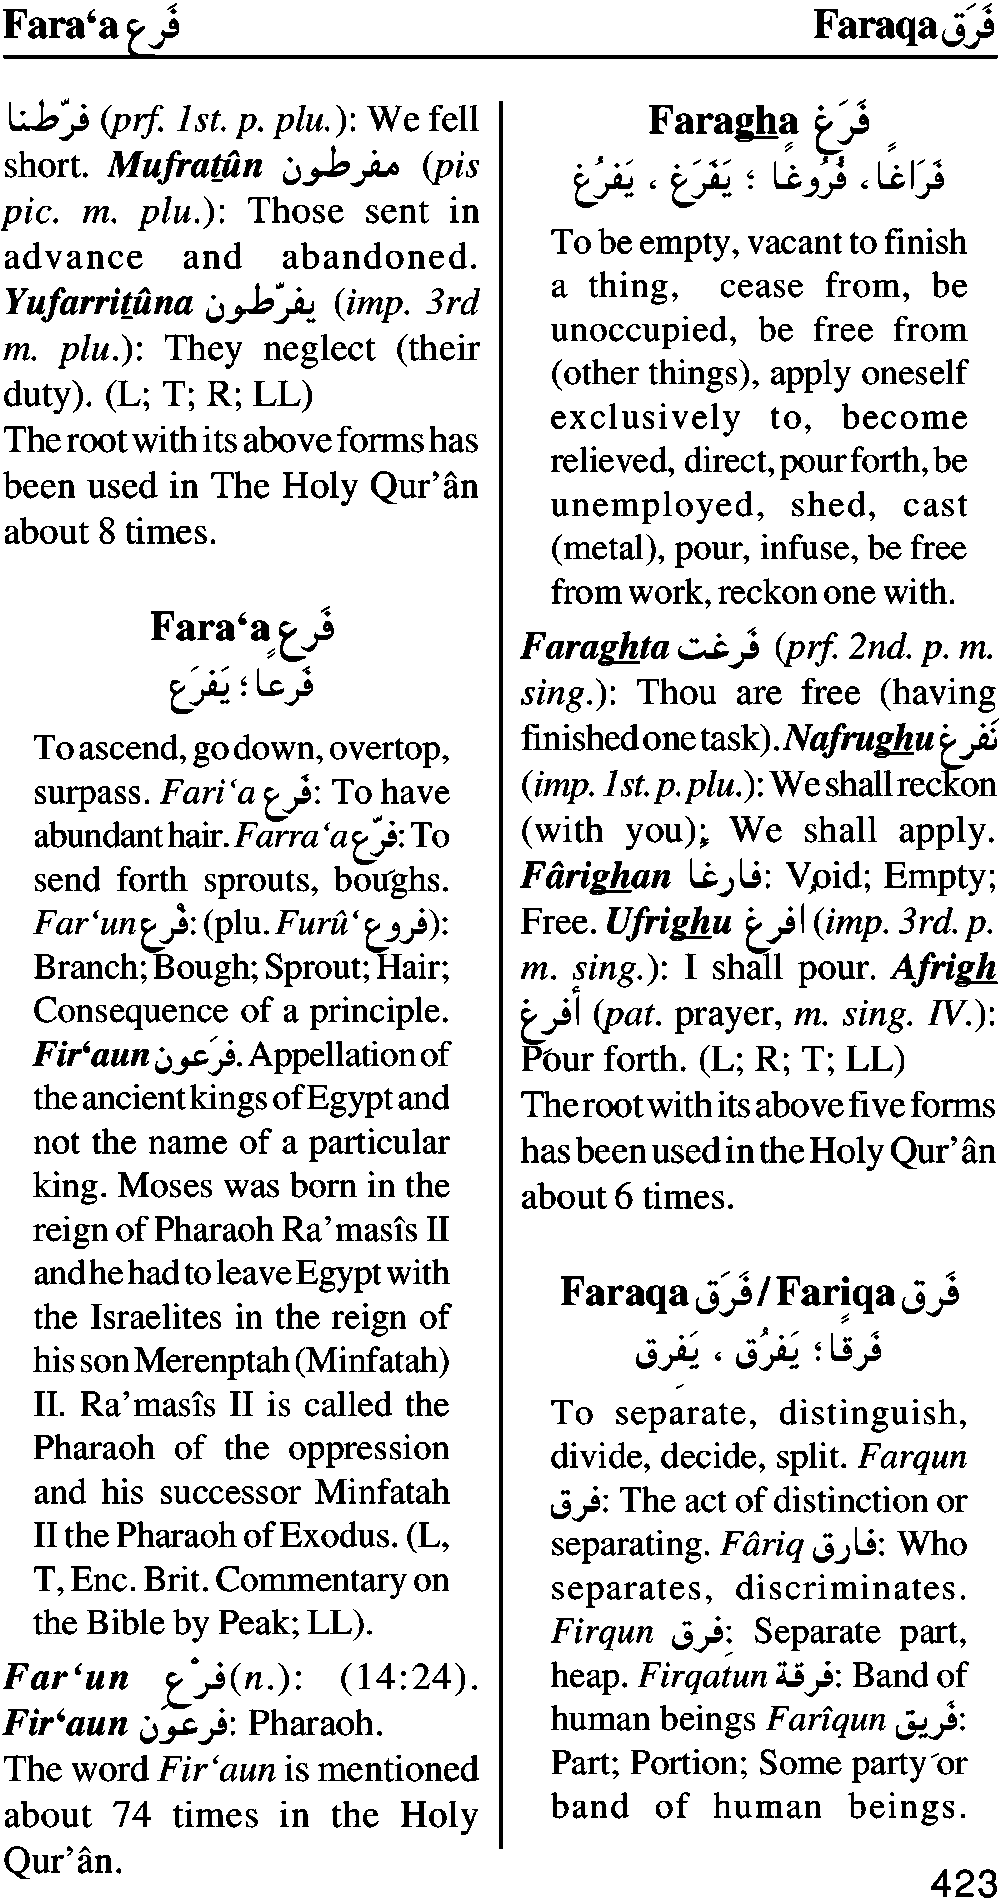 Fara‘a فَرع
Faraqa فَرَق
فرّطنا (prf. 1st. p. plu.): We fell
short. Mufraṯûn مفرطون (pis
pic. m. plu.): Those sent in
advance and abandoned.
Yufarriṯûna يفرّطون (imp. 3rd
m. plu.): They neglect (their
duty). (L; T; R; LL)
The root with its above forms has
been used in The Holy Qur’ân
about 8 times.
Fara‘a فَرع
فَرعا؛ يَفرَع
To ascend, go down, overtop,
surpass. Fari‘a فَرِع: To have
abundant hair. Farra‘a فرّع: To
send forth sprouts, boughs.
Far‘un فَرع: (plu. Furû‘ فروع):
Branch; Bough; Sprout; Hair;
Consequence of a principle.
Fir‘aun فرَعون. Appellation of
the ancient kings of Egypt and
not the name of a particular
king. Moses was born in the
reign of Pharaoh Ra’masîs II
and he had to leave Egypt with
the Israelites in the reign of
his son Merenptah (Minfatah)
II. Ra’masîs II is called the
Pharaoh of the oppression
and his successor Minfatah
II the Pharaoh of Exodus. (L,
T, Enc. Brit. Commentary on
the Bible by Peak; LL).
Far‘un فرْع (n.): (14:24).
Fir‘aun فرعَون: Pharaoh.
The word Fir‘aun is mentioned
about 74 times in the Holy
Qur’ân.
Faragha فَرَغ
فَرَاغاً، فُرُوغاً ؛ يَفَرَغ ، يَفرُغ
To be empty, vacant to finish
a thing, cease from, be
unoccupied, be free from
(other things), apply oneself
exclusively to, become
relieved, direct, pour forth, be
unemployed, shed, cast
(metal), pour, infuse, be free
from work, reckon one with.
Faraghta فَرغت (prf. 2nd. p. m.
sing.): Thou are free (having
finished one task). Nafrughu نَفرغ
(imp. 1st. p. plu.): We shall reckon
(with you); We shall apply.
Fârighan فارغا: Void; Empty;
Free. Ufrighu اُفرِغ (imp. 3rd. p.
m. sing.): I shall pour. Afrigh
أفرِغ (pat. prayer, m. sing. IV.):
Pour forth. (L; R; T; LL)
The root with its above five forms
has been used in the Holy Qur’ân
about 6 times.
Faraqa فَرَق / Fariqa فَرِق
فَرقا؛ يَفرُق ، يَفرِق
To separate, distinguish,
divide, decide, split. Farqun
فرق: The act of distinction or
separating. Fâriq فارق: Who
separates, discriminates.
Firqun فرق: Separate part,
heap. Firqatun فرقة: Band of
human beings Farîqun فَريق:
Part; Portion; Some party or
band of human beings.
423